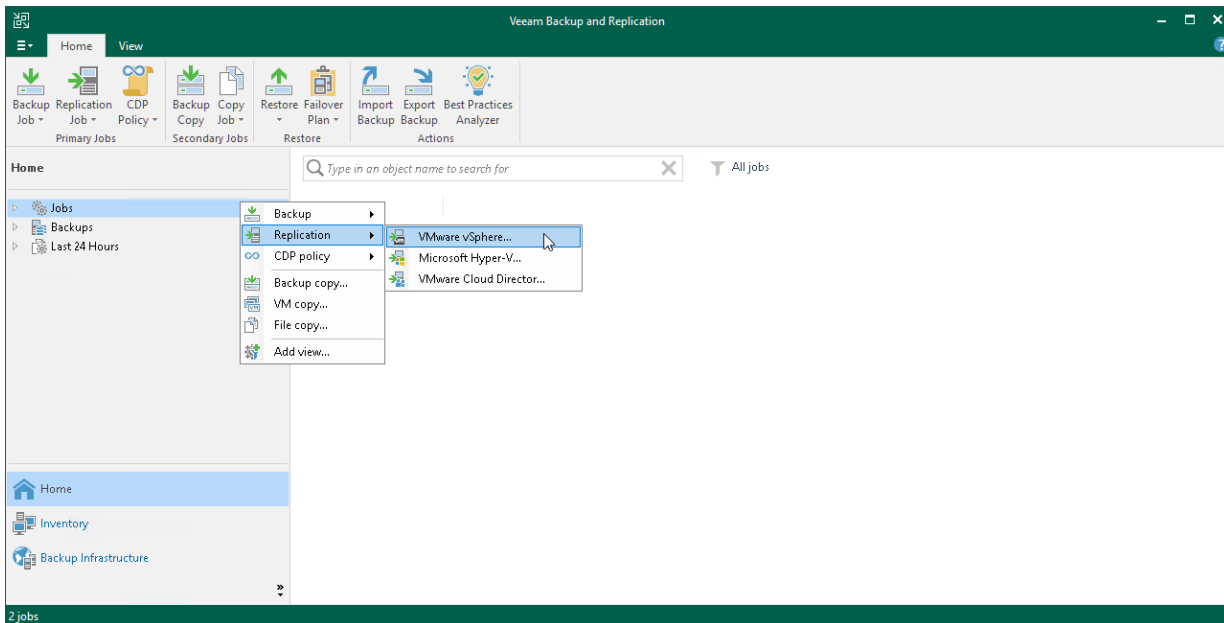 Veeam Backup and Replication
Home View
Backup Job Replication Job CDP Policy Backup Copy Copy Job Restore Failover Plan Import Backup Export Backup Best Practices Analyzer
Primary Jobs Secondary Jobs Restore Actions
Home
Type in an object name to search for
All jobs
Jobs
Backups
Last 24 Hours
Backup
Replication
CDP policy
Backup copy...
VM copy...
File copy...
Add view...
VMware vSphere...
Microsoft Hyper-V...
VMware Cloud Director...
Home
Inventory
Backup Infrastructure
2 jobs